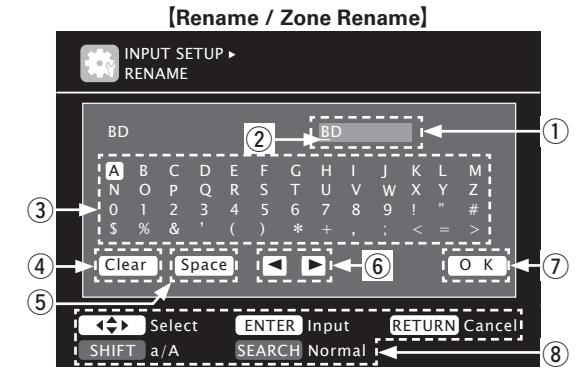 【Rename / Zone Rename】
INPUT SETUP ▸
RENAME
BD BD
① ②
A B C D E F G H I J K L M
N O P Q R S T U V W X Y Z
③ 0 1 2 3 4 5 6 7 8 9 ! ” #
$ % & ’ ( ) * + , ; < = >
④ Clear Space ◀ ▶ ⑥ O K ⑦
⑤
Select ENTER Input RETURN Cancel
SHIFT a/A SEARCH Normal ⑧